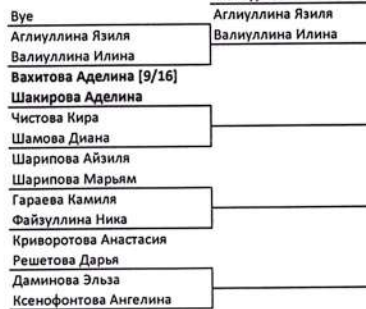 Bye
Аглиуллина Язиля
Аглиуллина Язиля
Валиуллина Илина
Валиуллина Илина
Вахитова Аделина [9/16]
Шакирова Аделина
Чистова Кира
Шамова Диана
Шарипова Айзиля
Шарипова Марьям
Гараева Камиля
Файзуллина Ника
Криворотова Анастасия
Решетова Дарья
Даминова Эльза
Ксенофонтова Ангелина